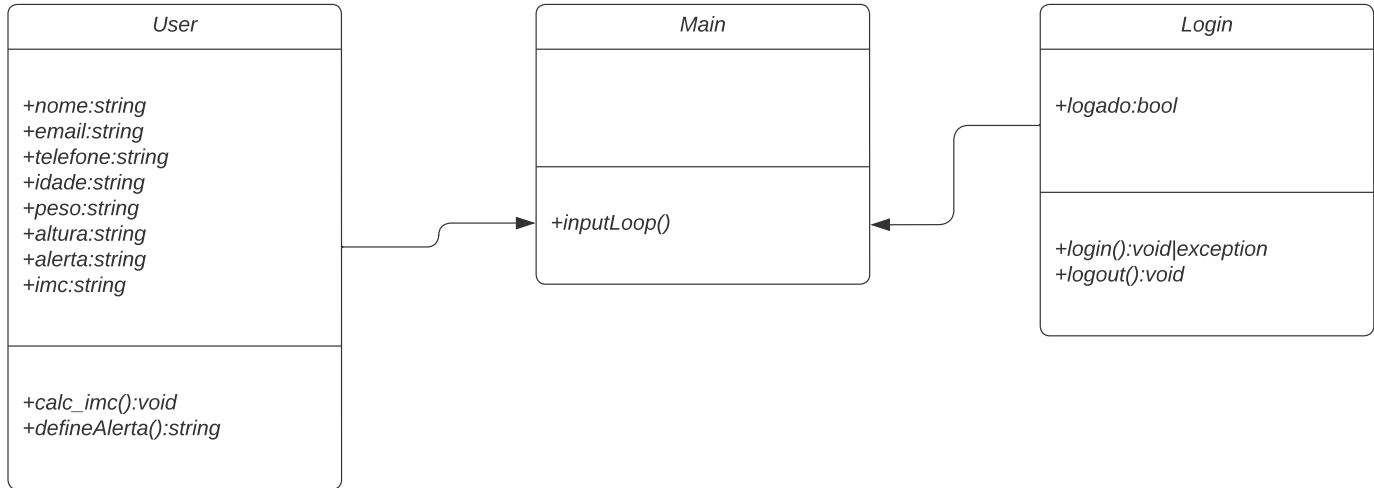 User
+nome:string
+email:string
+telefone:string
+idade:string
+peso:string
+altura:string
+alerta:string
+imc:string
+calc_imc():void
+defineAlerta():string
Main
+inputLoop()
Login
+logado:bool
+login():void|exception
+logout():void